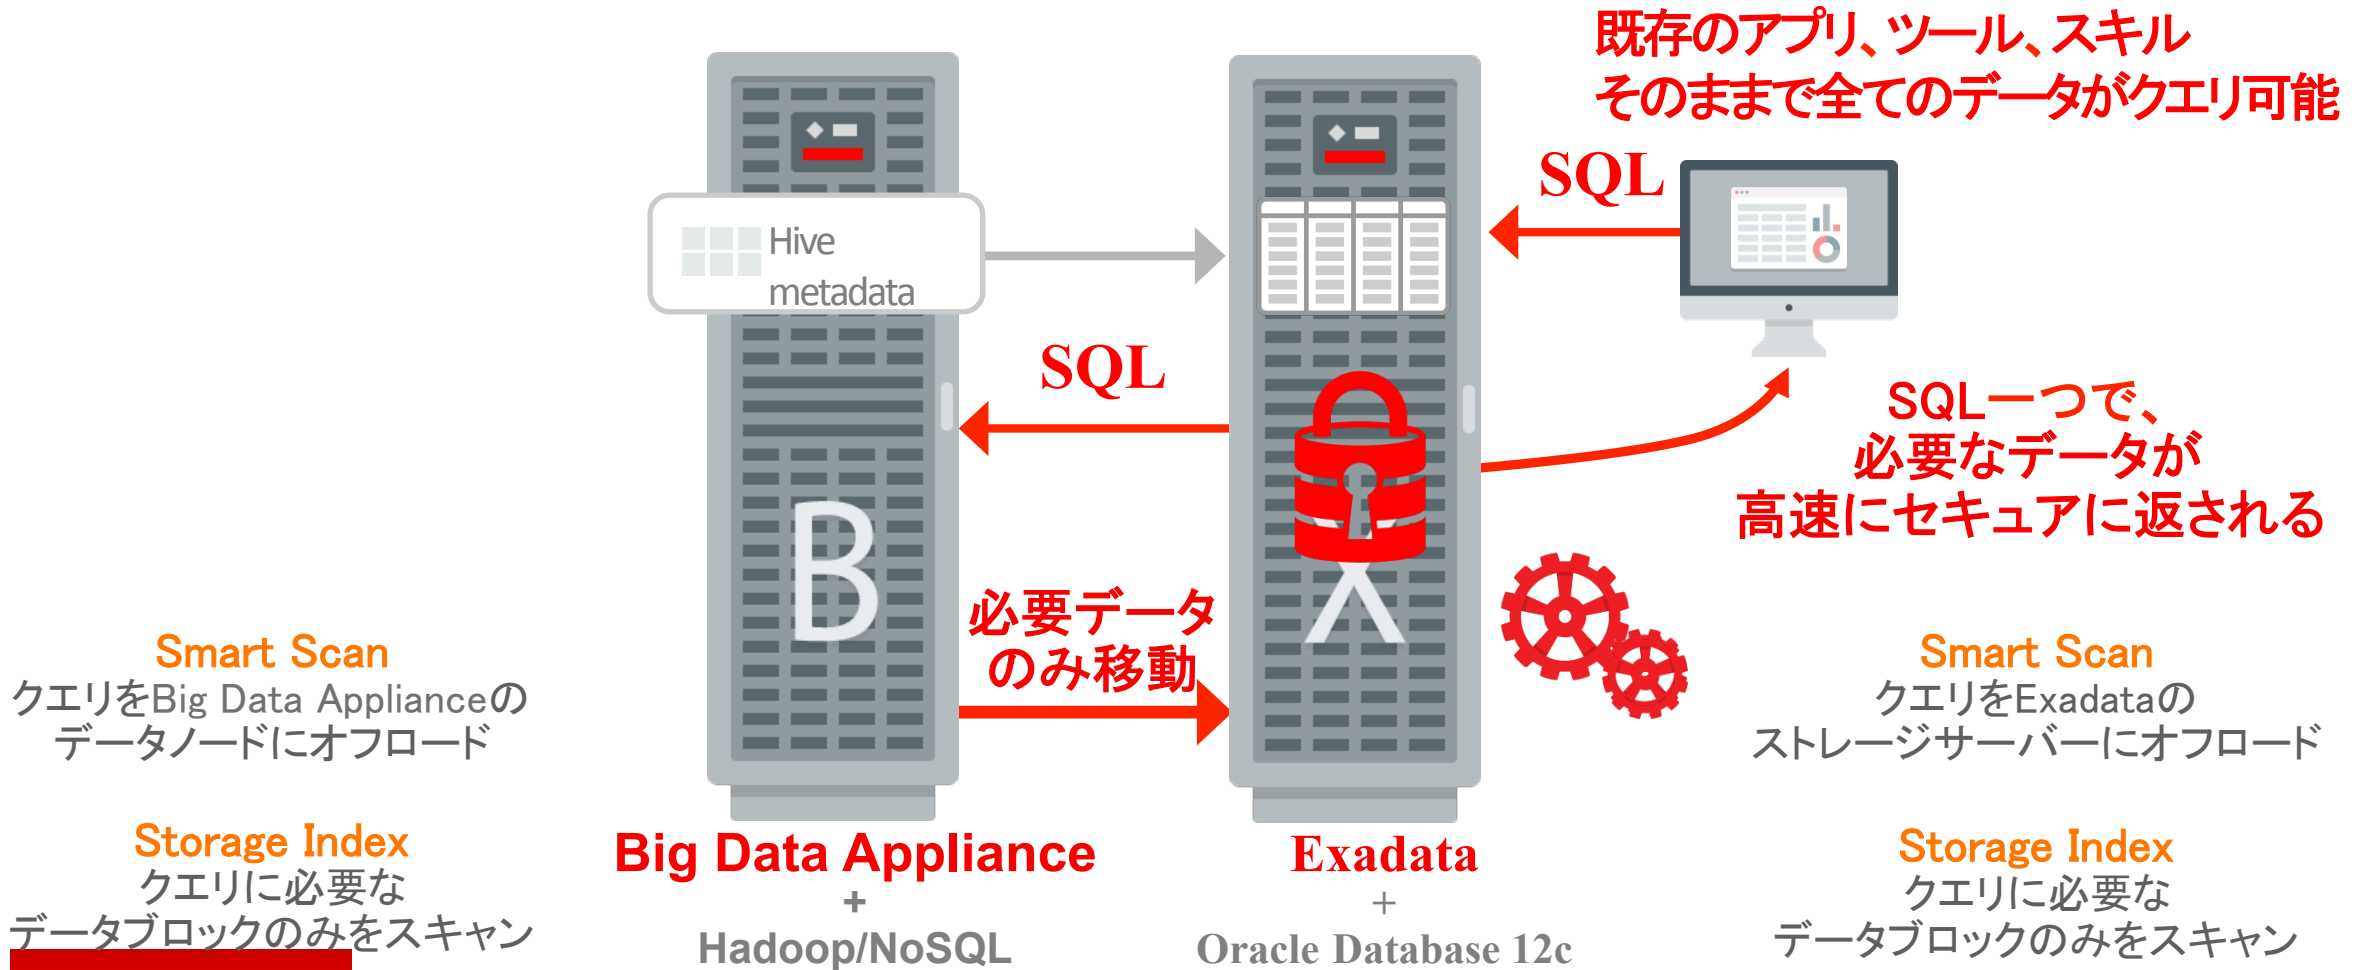 既存のアプリ、ツール、スキル
そのままで全てのデータがクエリ可能
SQL
Hive
metadata
SQL
SQL一つで、
必要なデータが
高速にセキュアに返される
B
X
必要データ
のみ移動
Smart Scan
クエリをBig Data Applianceの
データノードにオフロード
Storage Index
クエリに必要な
データブロックのみをスキャン
Smart Scan
クエリをExadataの
ストレージサーバーにオフロード
Storage Index
クエリに必要な
データブロックのみをスキャン
Big Data Appliance
+
Hadoop/NoSQL
Exadata
+
Oracle Database 12c